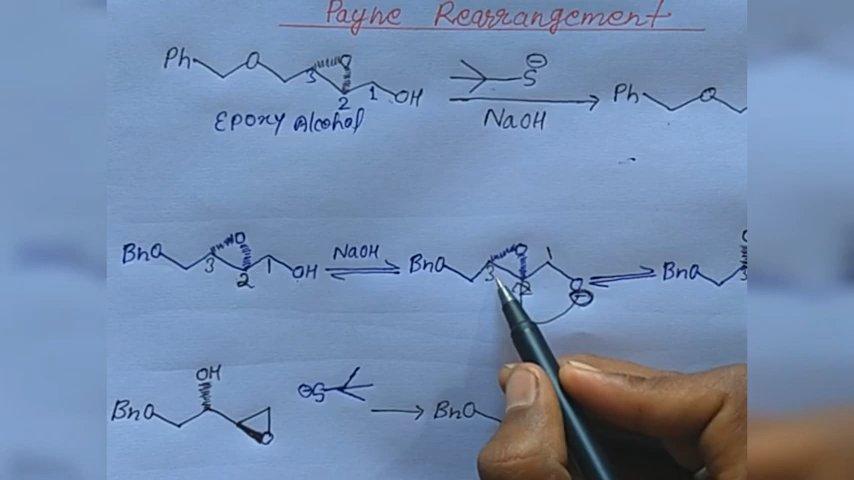 Payne Rearrangement
Ph O 3 O 2 1 OH S ⊖ NaOH Ph O
EPoxy Alcohol
BnO 3 O 2 1 OH NaOH BnO 3 O 2 1 O ⊖ BnO
BnO OH O ⊖S BnO